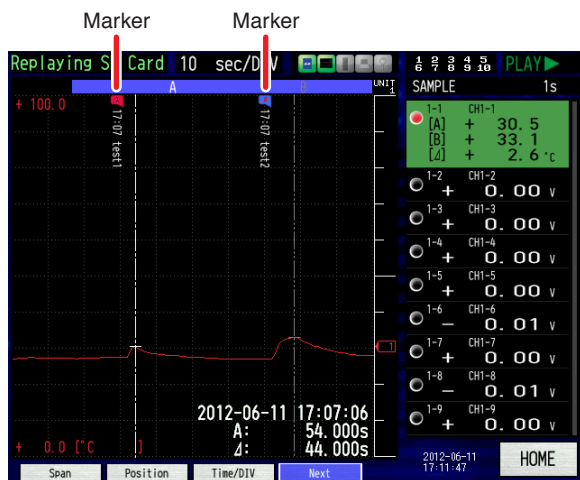 Marker Marker
Replaying S Card 10 sec/D V
1 2 3 4 5
6 7 8 9 10
PLAY
A B UNIT 1
SAMPLE 1s
+ 100.0
17:07 test1
17:07 test2
1-1 CH1-1
[A] + 30.5
[B] + 33.1
[⊿] + 2.6 °C
1-2 CH1-2
+ 0.00 V
1-3 CH1-3
+ 0.00 V
1-4 CH1-4
+ 0.00 V
1-5 CH1-5
+ 0.00 V
1-6 CH1-6
- 0.01 V
1-7 CH1-7
+ 0.00 V
1-8 CH1-8
- 0.01 V
1-9 CH1-9
+ 0.00 V
1
2012-06-11 17:07:06
A: 54.000s
⊿: 44.000s
+ 0.0 [°C ]
2012-06-11
17:11:47
HOME
Span Position Time/DIV Next